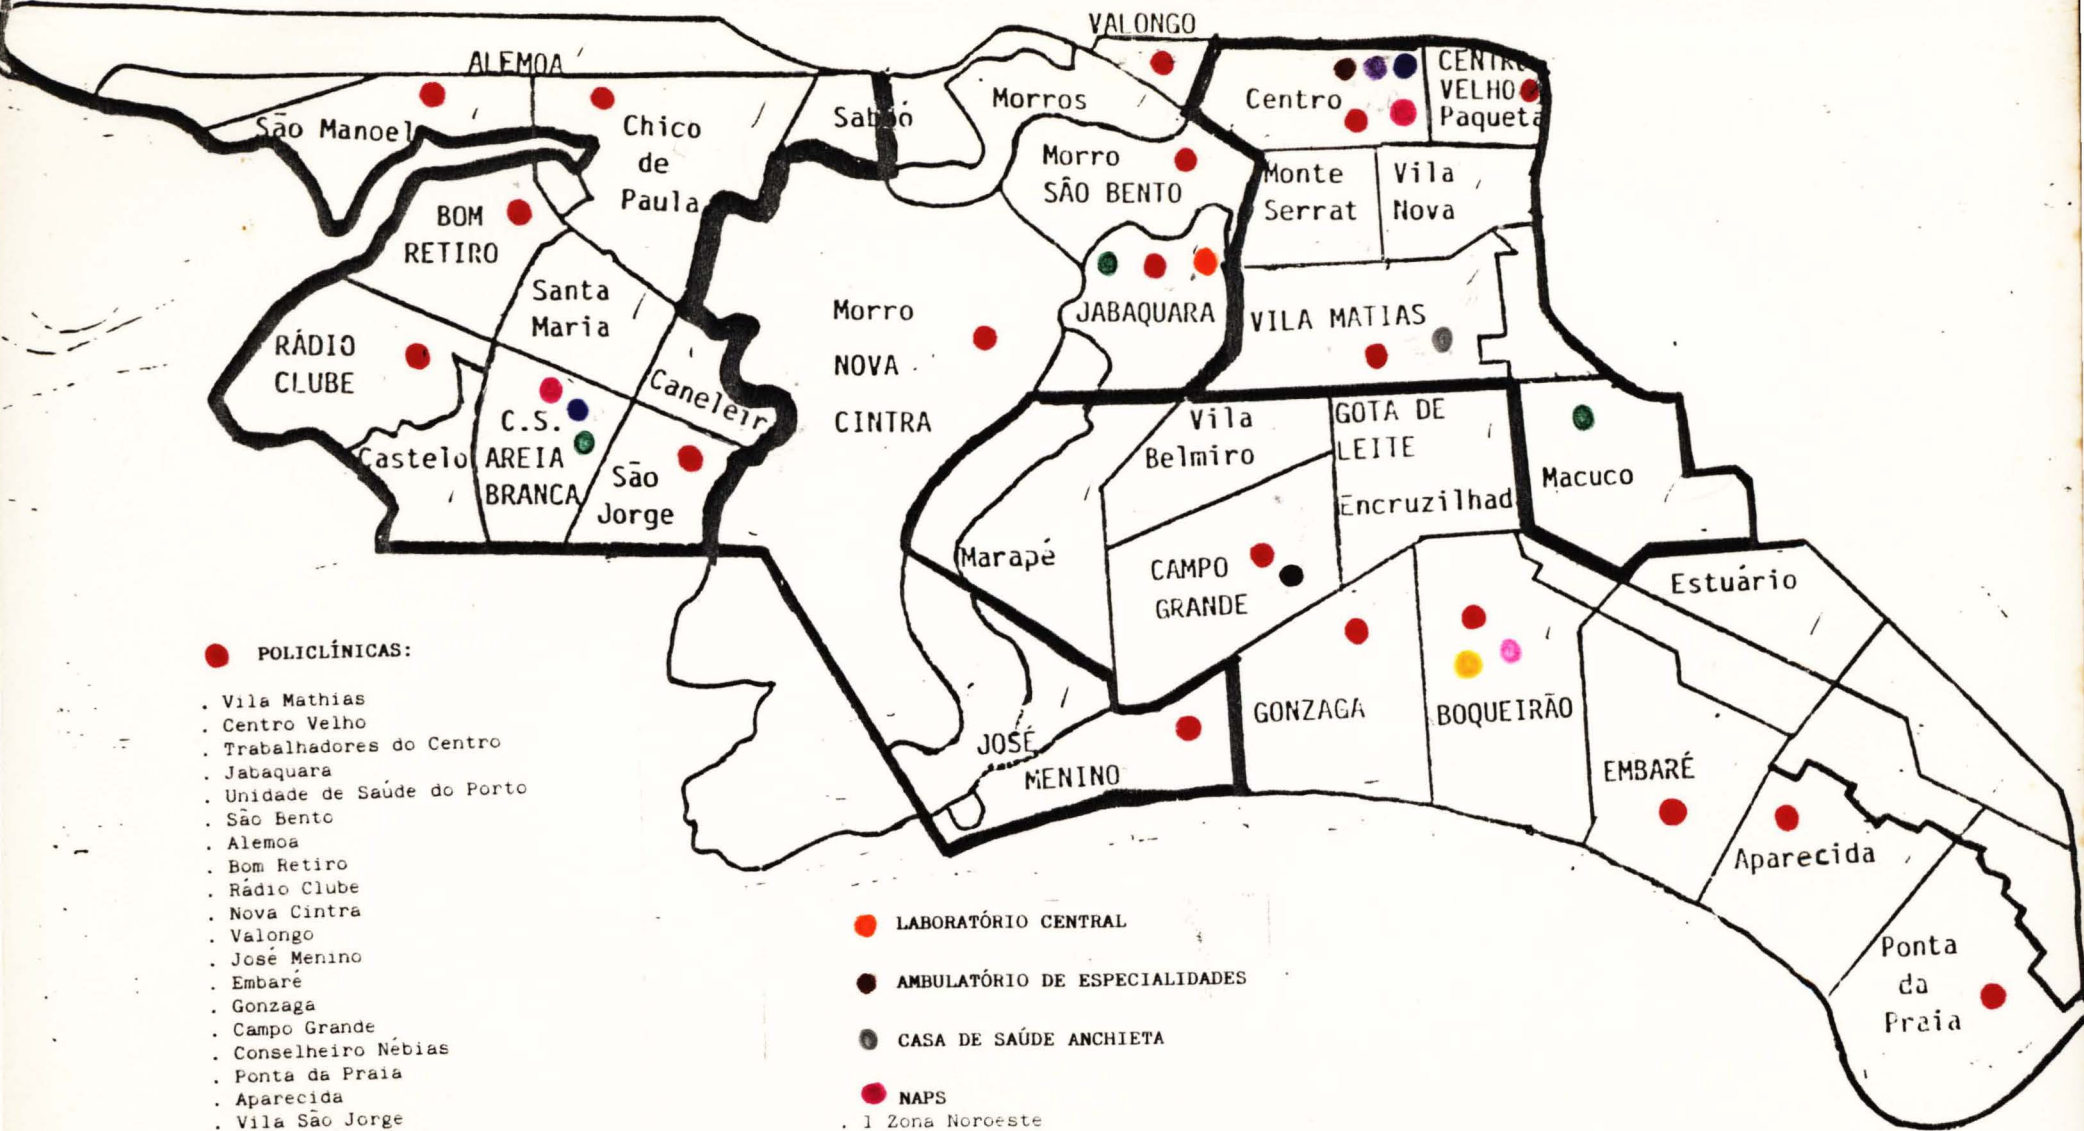 VALONGO
ALEMOA
CENTRO
VELHO
Paquetá
Centro
Morros
Sabóó
São Manoel
Chico
de
Paula
Morro
SÃO BENTO
Monte
Serrat
Vila
Nova
BOM
RETIRO
Santa
Maria
JABAQUARA
VILA MATIAS
Morro
NOVA
CINTRA
RÁDIO
CLUBE
Caneleir
C.S.
AREIA
BRANCA
Castelo
São
Jorge
Vila
Belmiro
GOTA DE
LEITE
Encruzilhad
Macuco
Marapé
CAMPO
GRANDE
Estuário
GONZAGA
BOQUEIRÃO
JOSÉ
MENINO
EMBARÉ
Aparecida
Ponta
da
Praia
POLICLÍNICAS:
. Vila Mathias
. Centro Velho
. Trabalhadores do Centro
. Jabaquara
. Unidade de Saúde do Porto
. São Bento
. Alemoa
. Bom Retiro
. Rádio Clube
. Nova Cintra
. Valongo
. José Menino
. Embaré
. Gonzaga
. Campo Grande
. Conselheiro Nébias
. Ponta da Praia
. Aparecida
. Vila São Jorge
LABORATÓRIO CENTRAL
AMBULATÓRIO DE ESPECIALIDADES
CASA DE SAÚDE ANCHIETA
NAPS
. 1 Zona Noroeste